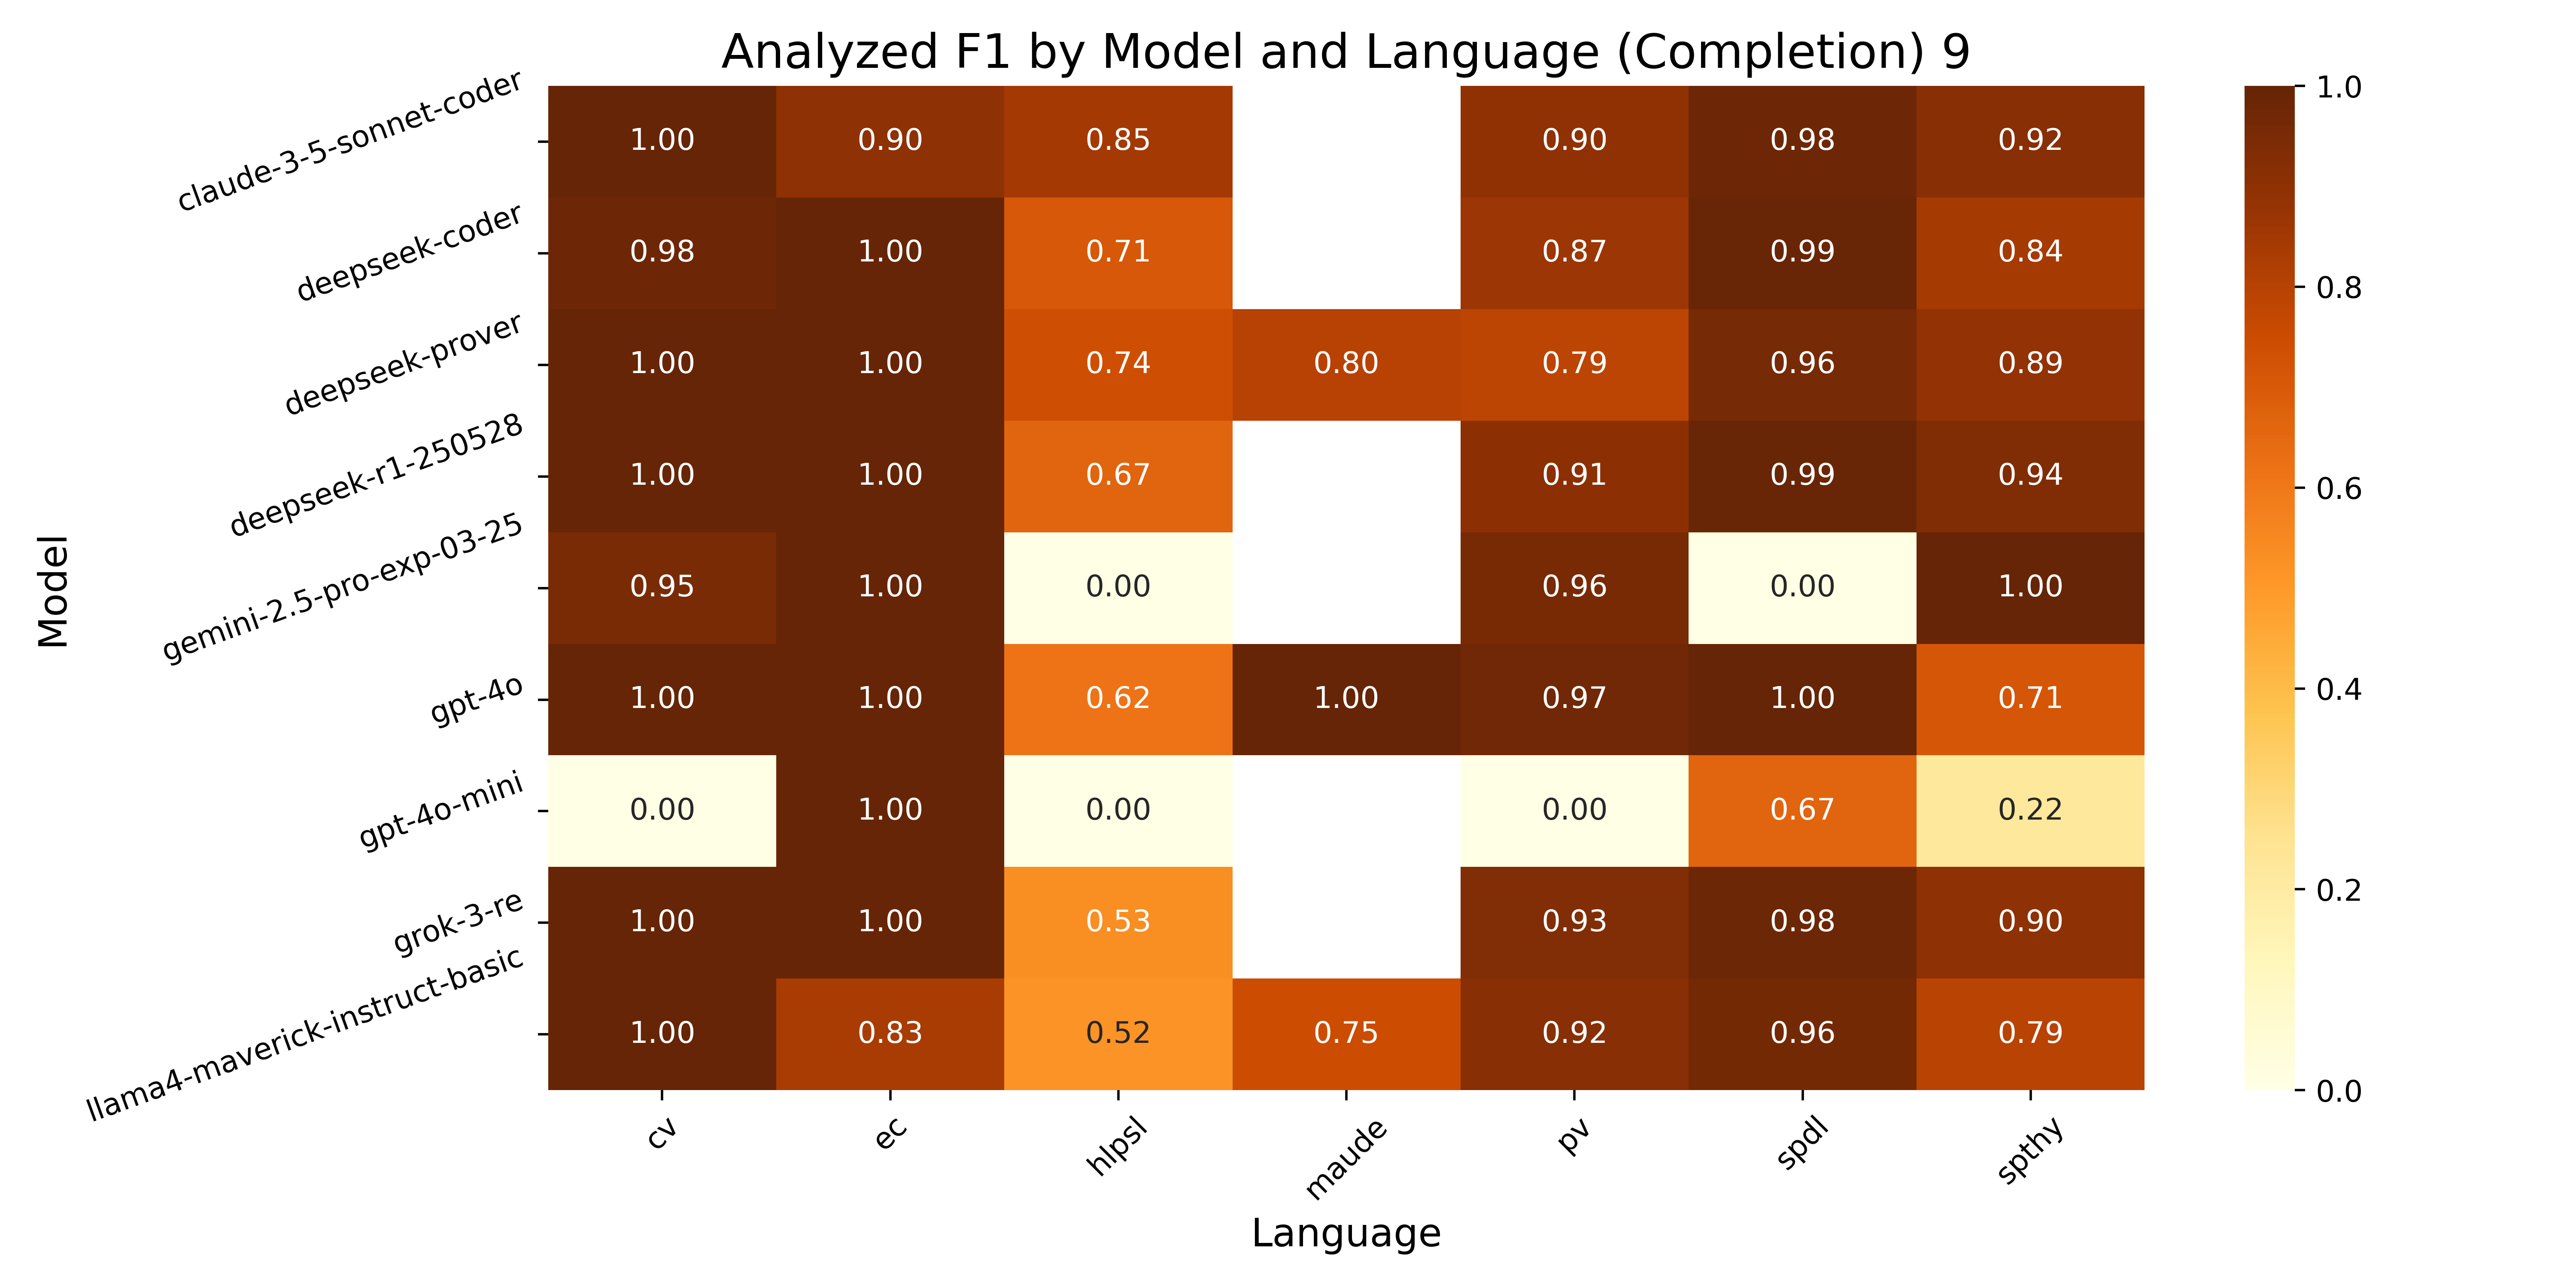 Analyzed F1 by Model and Language (Completion) 9
Model
claude-3-5-sonnet-coder 1.00 0.90 0.85 0.90 0.98 0.92
deepseek-coder 0.98 1.00 0.71 0.87 0.99 0.84
deepseek-prover 1.00 1.00 0.74 0.80 0.79 0.96 0.89
deepseek-r1-250528 1.00 1.00 0.67 0.91 0.99 0.94
gemini-2.5-pro-exp-03-25 0.95 1.00 0.00 0.96 0.00 1.00
gpt-4o 1.00 1.00 0.62 1.00 0.97 1.00 0.71
gpt-4o-mini 0.00 1.00 0.00 0.00 0.67 0.22
grok-3-re 1.00 1.00 0.53 0.93 0.98 0.90
llama4-maverick-instruct-basic 1.00 0.83 0.52 0.75 0.92 0.96 0.79
cv ec hlpsl maude pv spdl spthy
Language
1.0
0.8
0.6
0.4
0.2
0.0